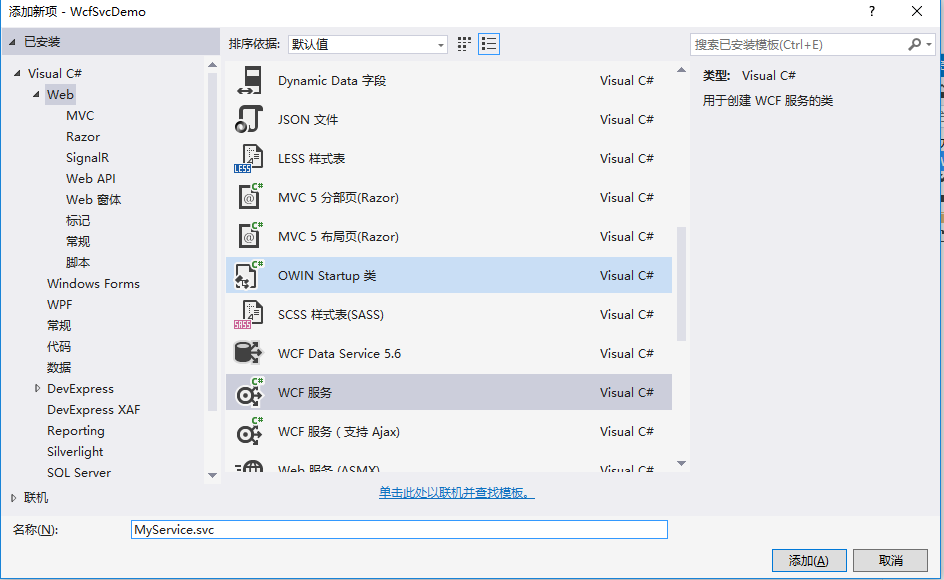 添加新项 - WcfSvcDemo
已安装
排序依据: 默认值
搜索已安装模板(Ctrl+E)
Visual C#
Web
MVC
Razor
SignalR
Web API
Web 窗体
标记
常规
脚本
Windows Forms
WPF
常规
代码
数据
DevExpress
DevExpress XAF
Reporting
Silverlight
SQL Server
联机
Dynamic Data 字段 Visual C#
JSON 文件 Visual C#
LESS 样式表 Visual C#
MVC 5 分部页(Razor) Visual C#
MVC 5 布局页(Razor) Visual C#
OWIN Startup 类 Visual C#
SCSS 样式表(SASS) Visual C#
WCF Data Service 5.6 Visual C#
WCF 服务 Visual C#
WCF 服务（支持 Ajax) Visual C#
Web 服务 (ASMX) Visual C#
单击此处以联机并查找模板。
类型: Visual C#
用于创建 WCF 服务的类
名称(N): MyService.svc
添加(A) 取消